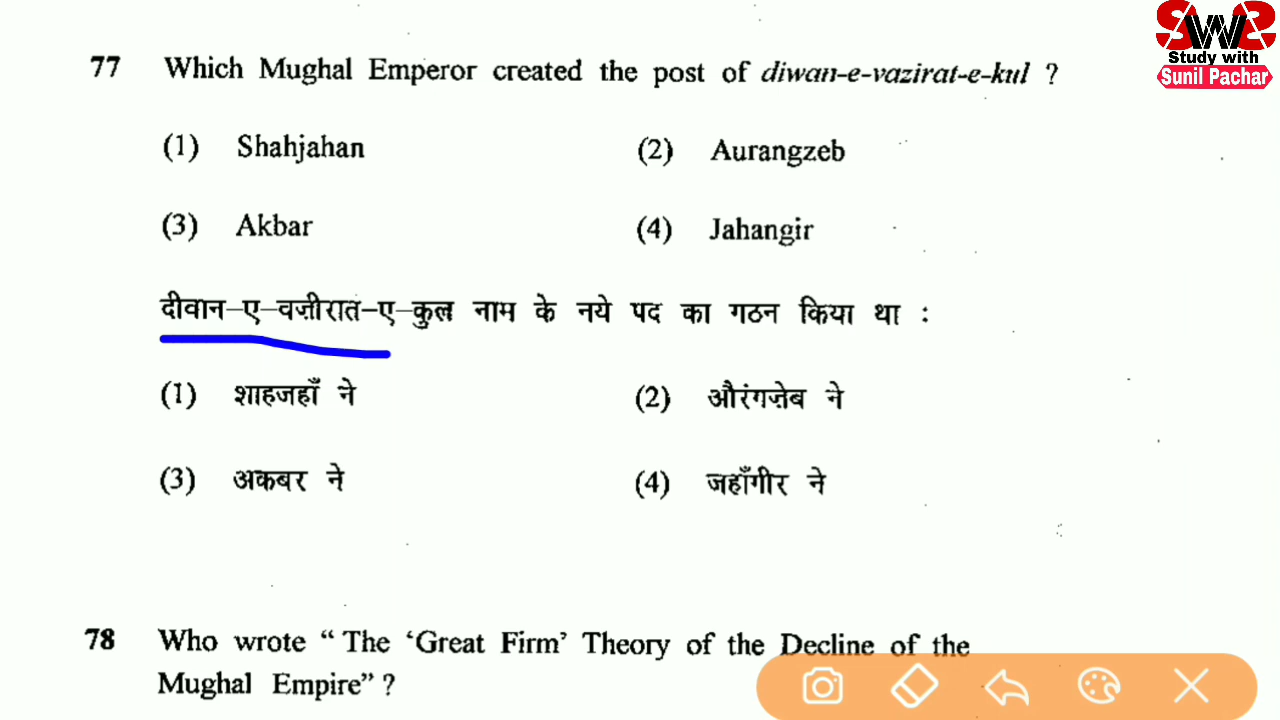 SWS
Study with
Sunil Pachar
77 Which Mughal Emperor created the post of diwan-e-vazirat-e-kul ?
(1) Shahjahan (2) Aurangzeb
(3) Akbar (4) Jahangir
दीवान-ए-वज़ीरात-ए-कुल नाम के नये पद का गठन किया था :
(1) शाहजहाँ ने (2) औरंगज़ेब ने
(3) अकबर ने (4) जहाँगीर ने
78 Who wrote “ The ‘Great Firm’ Theory of the Decline of the
Mughal Empire” ?